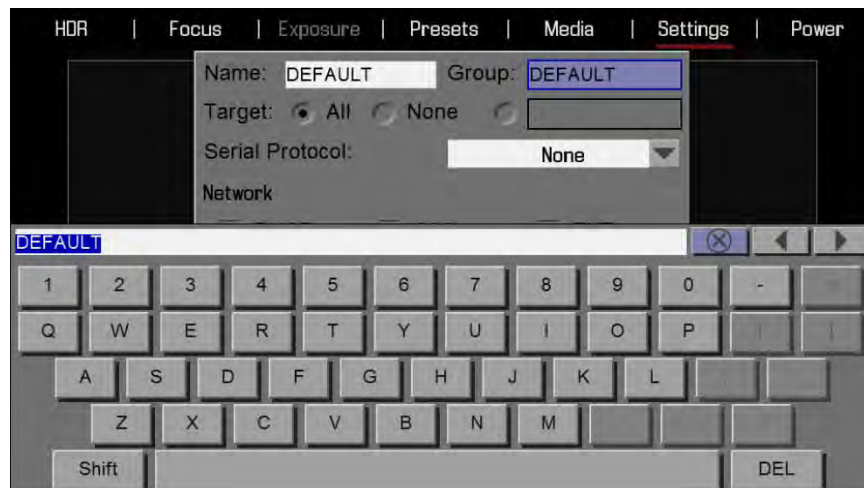 HDR | Focus | Exposure | Presets | Media | Settings | Power
Name: DEFAULT Group: DEFAULT
Target: All None
Serial Protocol: None
Network
DEFAULT
1 2 3 4 5 6 7 8 9 0 -
Q W E R T Y U I O P
A S D F G H J K L
Z X C V B N M
Shift DEL